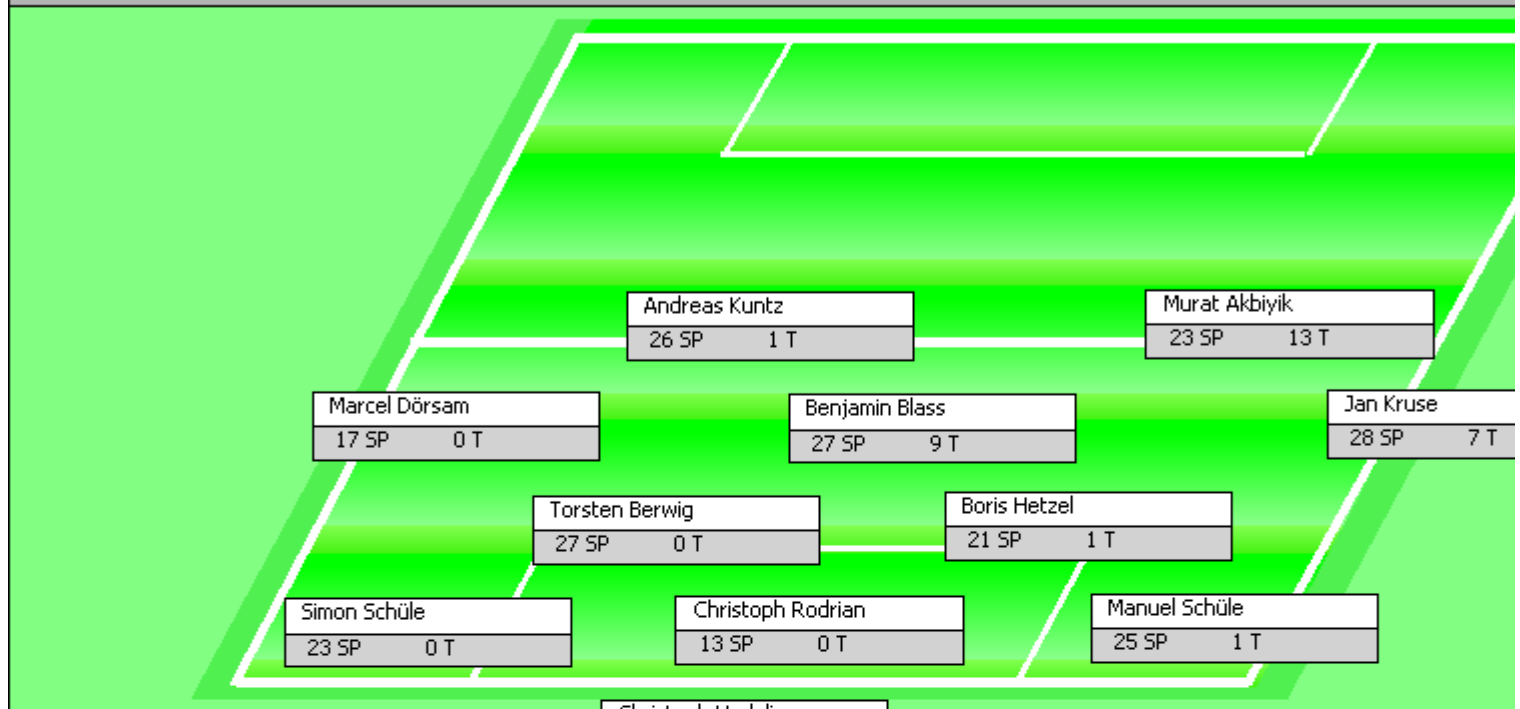 Andreas Kuntz
26 SP 1 T
Murat Akbiyik
23 SP 13 T
Marcel Dörsam
17 SP 0 T
Benjamin Blass
27 SP 9 T
Jan Kruse
28 SP 7 T
Torsten Berwig
27 SP 0 T
Boris Hetzel
21 SP 1 T
Simon Schüle
23 SP 0 T
Christoph Rodrian
13 SP 0 T
Manuel Schüle
25 SP 1 T